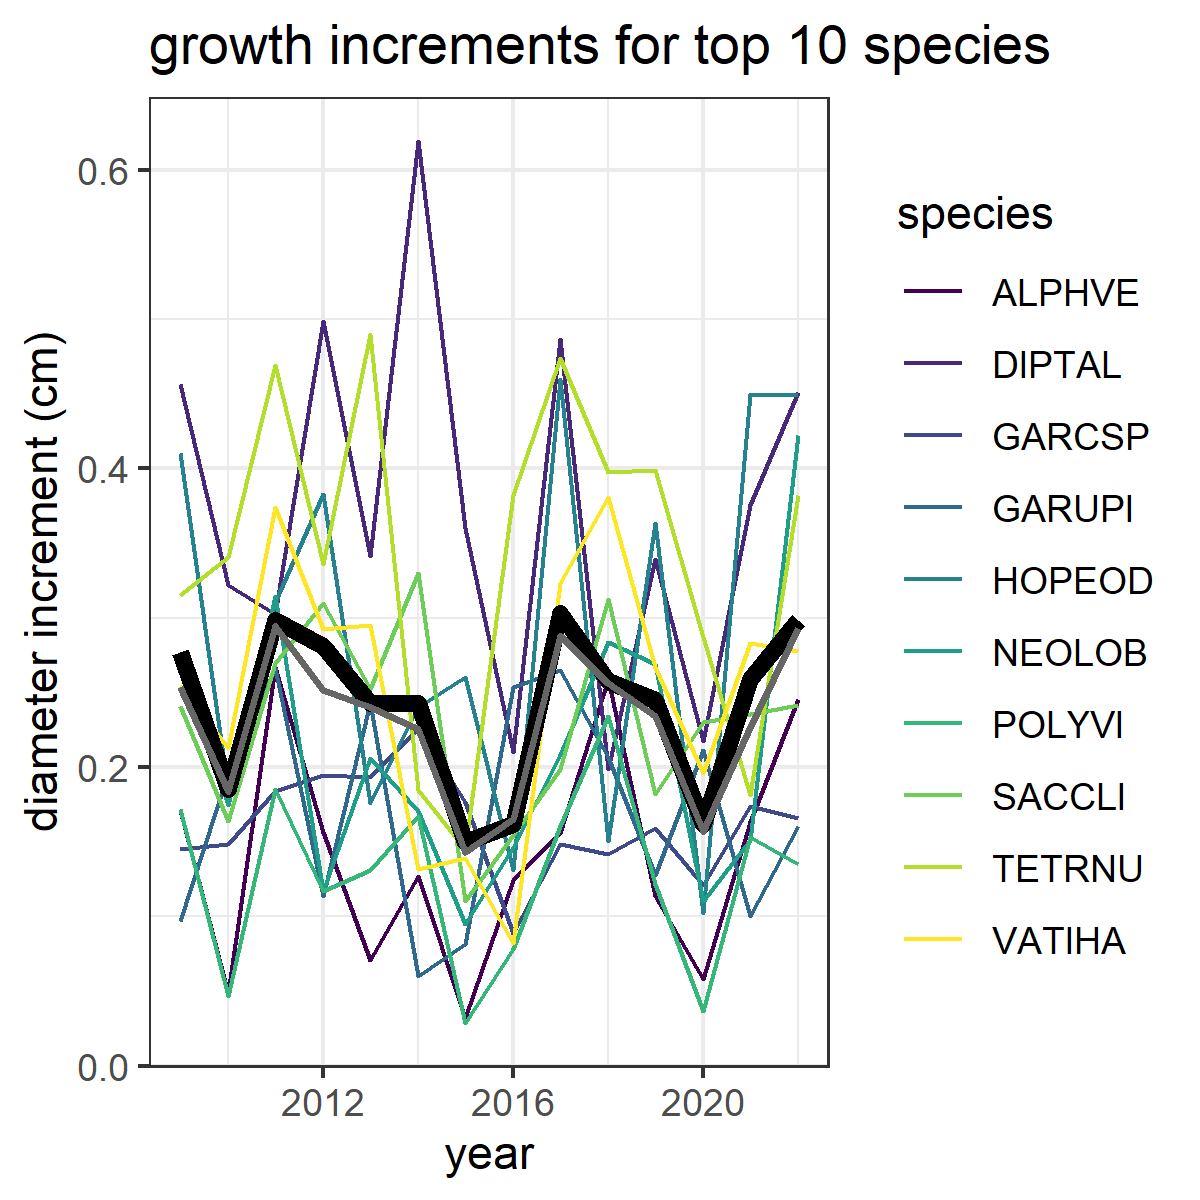 growth increments for top 10 species
diameter increment (cm)
0.6
0.4
0.2
0.0
2012
2016
2020
year
species
ALPHVE
DIPTAL
GARCSP
GARUPI
HOPEOD
NEOLOB
POLYVI
SACCLI
TETRNU
VATIHA